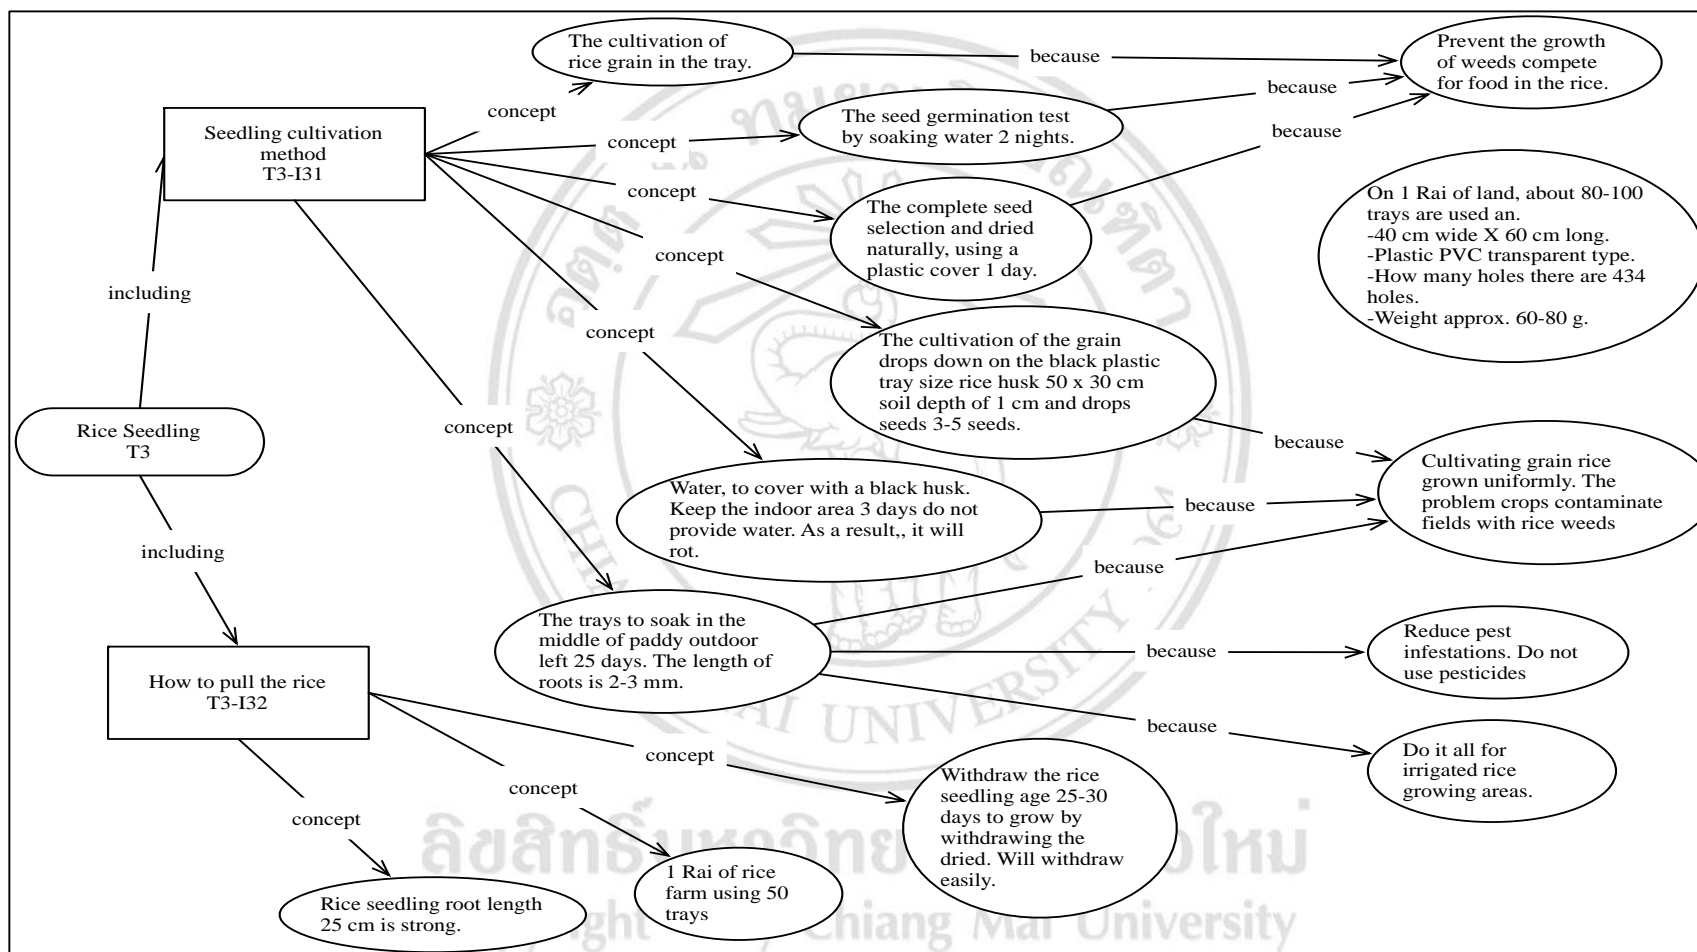 The cultivation of
rice grain in the tray.
because
Prevent the growth
of weeds compete
for food in the rice.
concept
Seedling cultivation
method
T3-I31
The seed germination test
by soaking water 2 nights.
because
concept
because
concept
The complete seed
selection and dried
naturally, using a
plastic cover 1 day.
On 1 Rai of land, about 80-100
trays are used an.
-40 cm wide X 60 cm long.
-Plastic PVC transparent type.
-How many holes there are 434
holes.
-Weight approx. 60-80 g.
concept
including
concept
The cultivation of the grain
drops down on the black plastic
tray size rice husk 50 x 30 cm
soil depth of 1 cm and drops
seeds 3-5 seeds.
concept
Rice Seedling
T3
because
Cultivating grain rice
grown uniformly. The
problem crops contaminate
fields with rice weeds
Water, to cover with a black husk.
Keep the indoor area 3 days do not
provide water. As a result,, it will
rot.
because
including
because
The trays to soak in the
middle of paddy outdoor
left 25 days. The length of
roots is 2-3 mm.
because
Reduce pest
infestations. Do not
use pesticides
How to pull the rice
T3-I32
because
Do it all for
irrigated rice
growing areas.
concept
Withdraw the rice
seedling age 25-30
days to grow by
withdrawing the
dried. Will withdraw
easily.
concept
concept
1 Rai of rice
farm using 50
trays
Rice seedling root length
25 cm is strong.
AI UNIVERSITY
Chiang Mai University